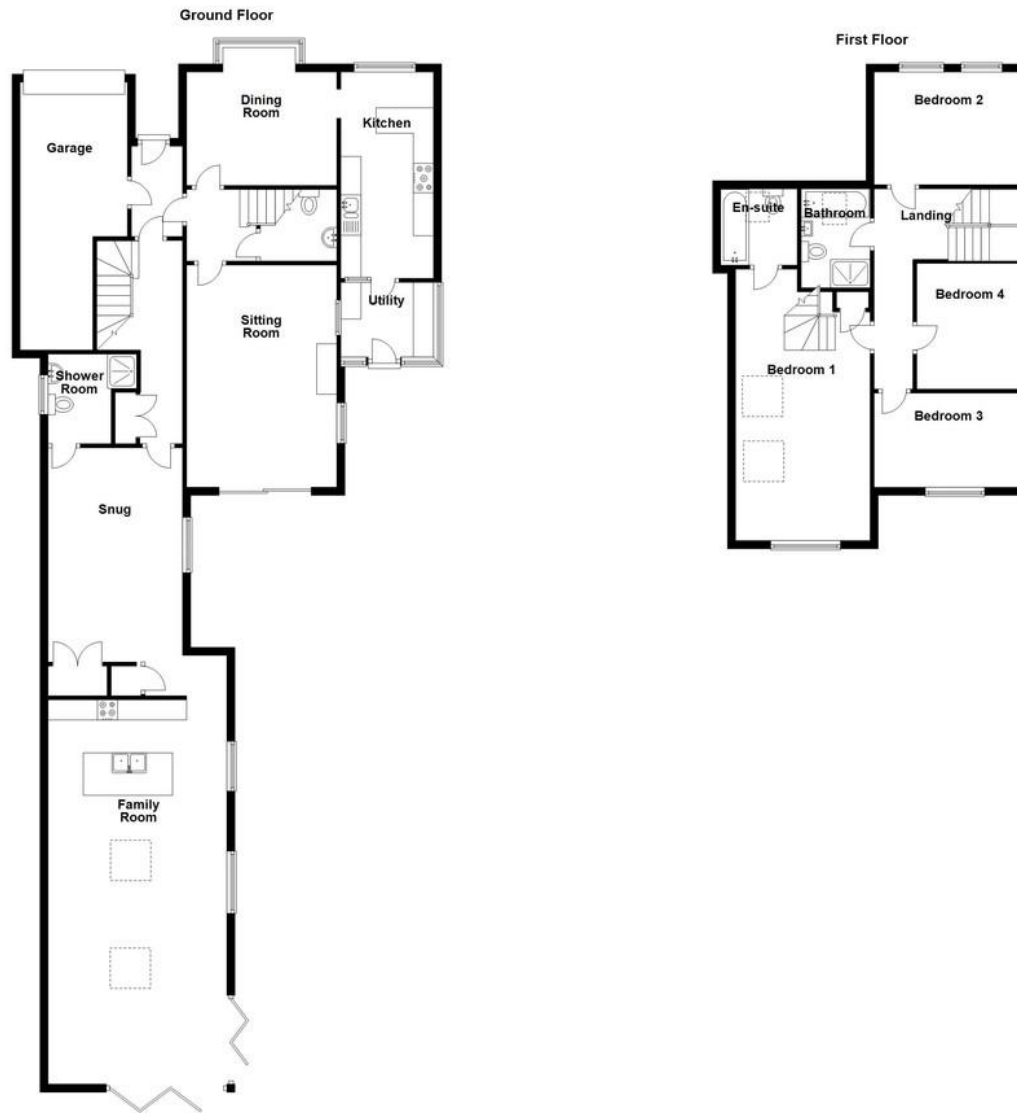 Ground Floor
Dining
Room
Kitchen
Garage
Sitting
Room
Utility
Shower
Room
Snug
Family
Room
First Floor
Bedroom 2
En-suite
Bathroom
Landing
Bedroom 4
Bedroom 1
Bedroom 3